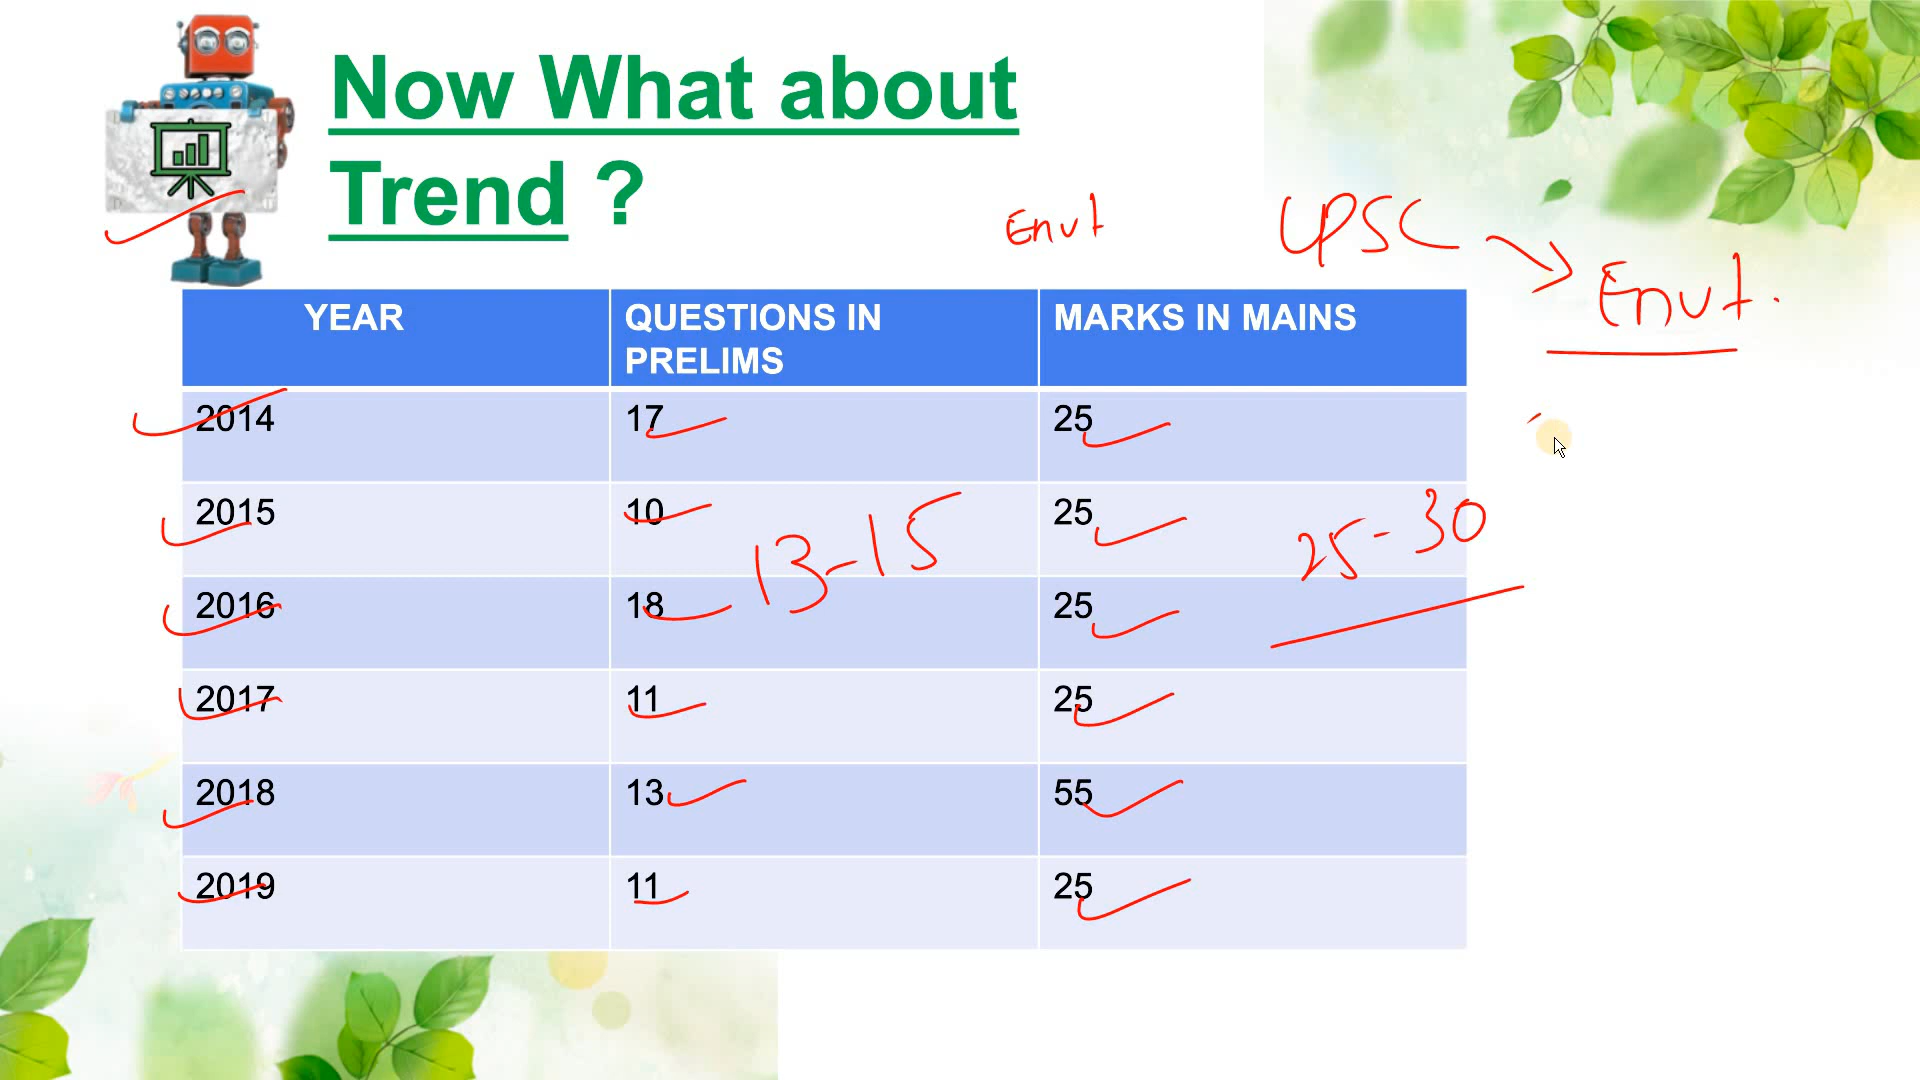 Now What about
Trend ?
Envt
UPSC
Envt.
YEAR QUESTIONS IN PRELIMS MARKS IN MAINS
2014 17 25
2015 10 25
13-15
25-30
2016 18 25
2017 11 25
2018 13 55
2019 11 25